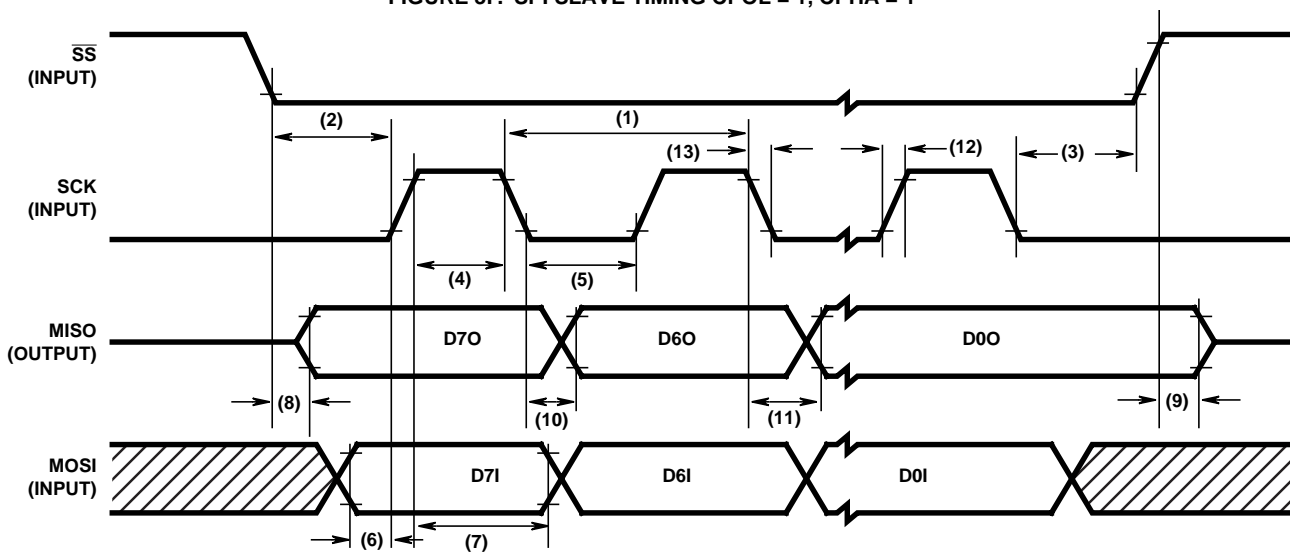 FIGURE SPI SLAVE TIMING CPOL = 1, CPHA = 1
SS
(INPUT)
(2)
(1)
(13)
(12)
(3)
SCK
(INPUT)
(4)
(5)
MISO
(OUTPUT)
D7O
D6O
D0O
(8)
(10)
(11)
(9)
MOSI
(INPUT)
D7I
D6I
D0I
(6)
(7)